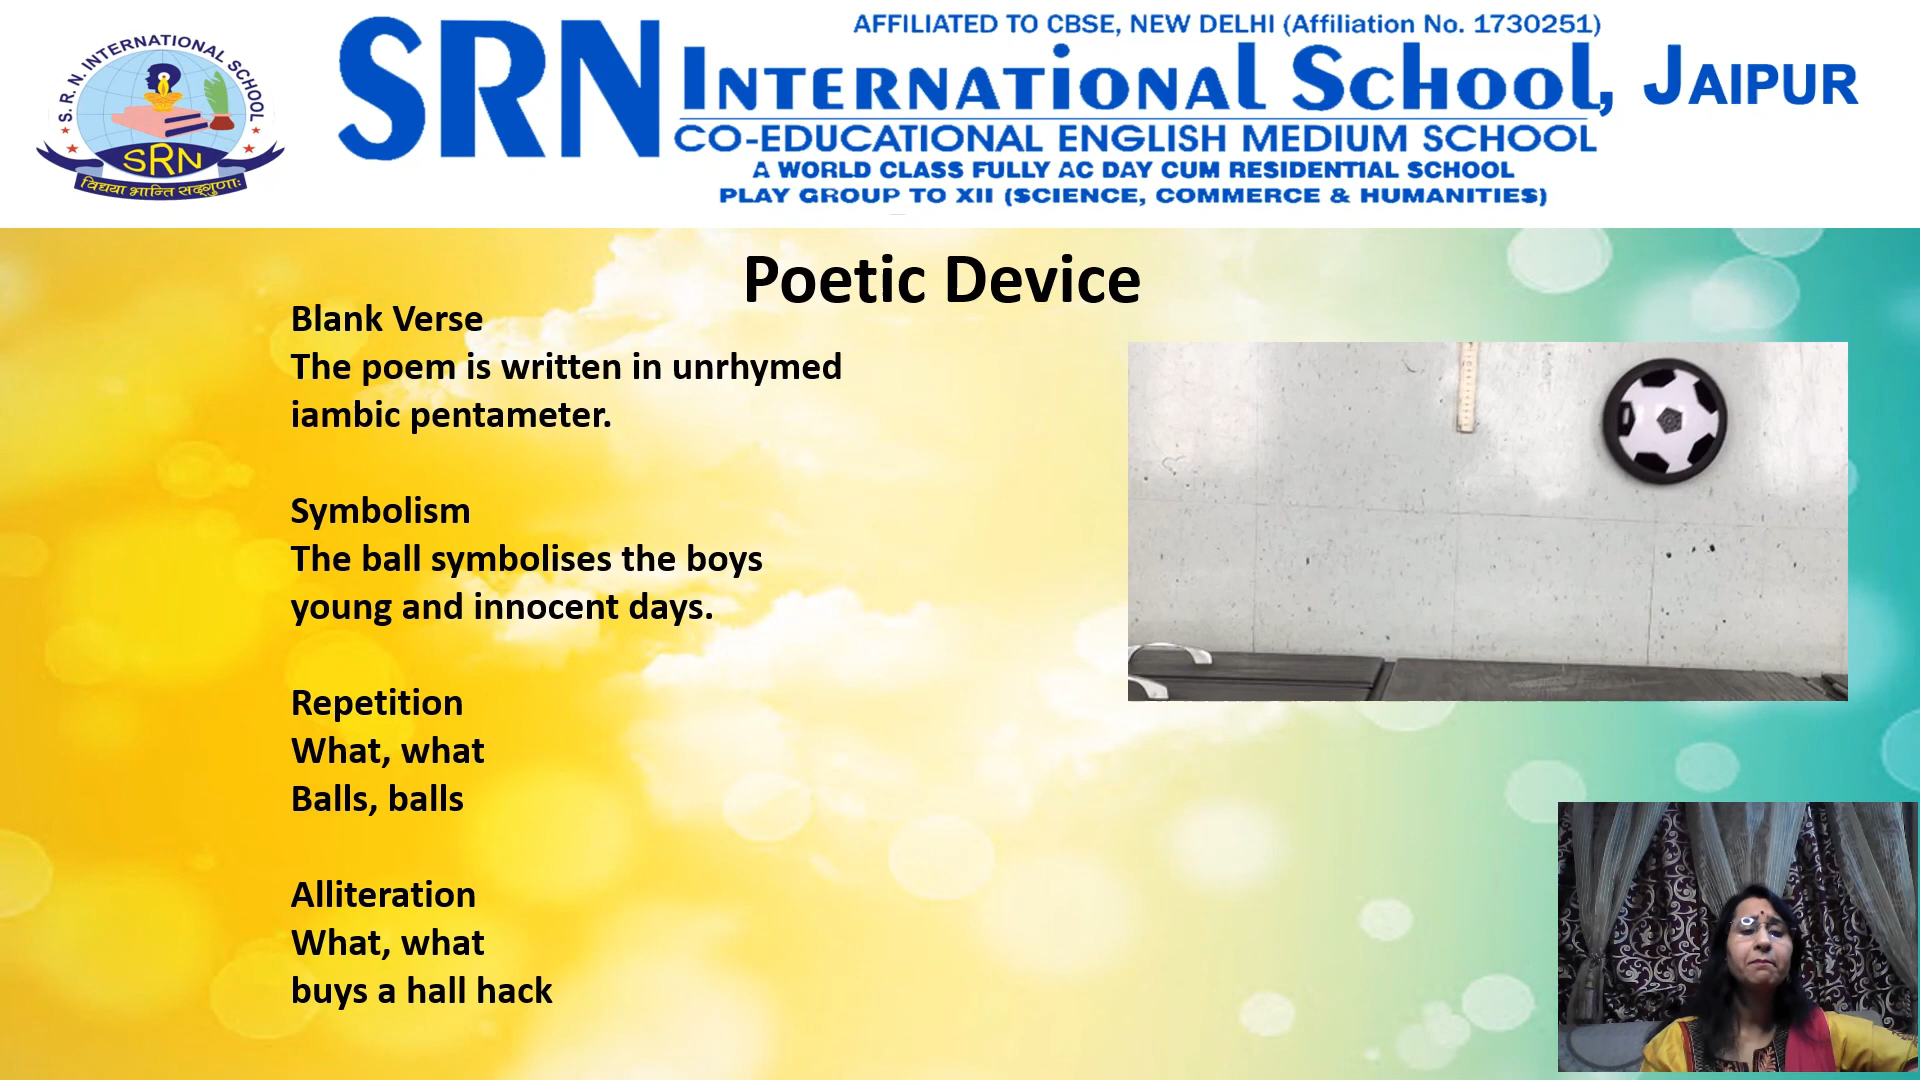 S. R. N. INTERNATIONAL SCHOOL
SRN
विद्यया भान्ति सद्गुणाः
AFFILIATED TO CBSE, NEW DELHI (Affiliation No. 1730251)
SRN INTERNATIONAL SCHOOL, JAIPUR
CO-EDUCATIONAL ENGLISH MEDIUM SCHOOL
A WORLD CLASS FULLY AC DAY CUM RESIDENTIAL SCHOOL
PLAY GROUP TO XII (SCIENCE, COMMERCE & HUMANITIES)
Poetic Device
Blank Verse
The poem is written in unrhymed
iambic pentameter.
Symbolism
The ball symbolises the boys
young and innocent days.
Repetition
What, what
Balls, balls
Alliteration
What, what
buys a hall hack